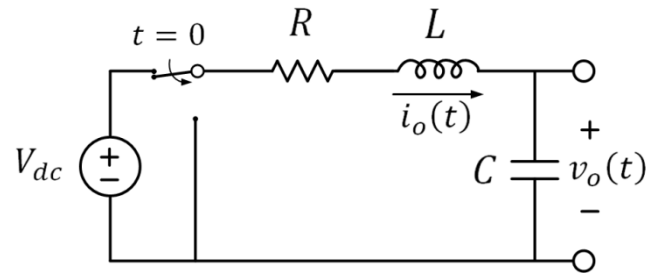 t = 0
R
L
i_o(t)
V_dc
+
−
C
+
v_o(t)
−